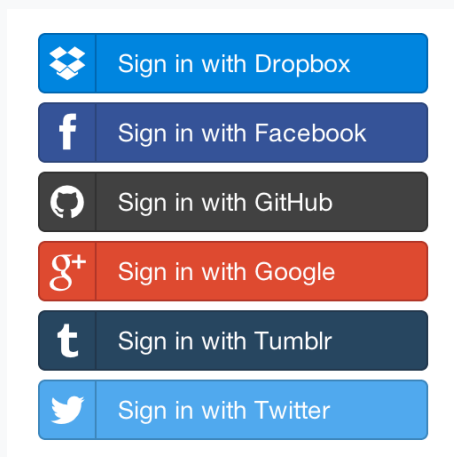 Sign in with Dropbox
Sign in with Facebook
Sign in with GitHub
Sign in with Google
Sign in with Tumblr
Sign in with Twitter